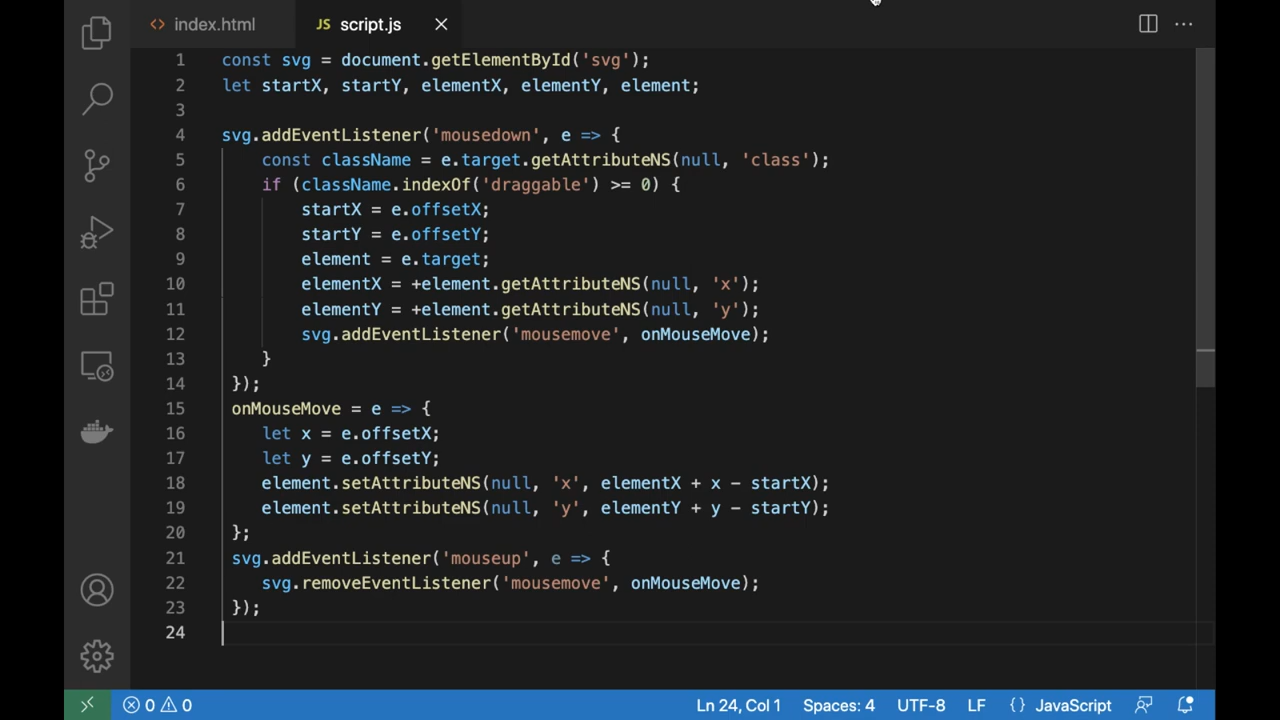 index.html
JS script.js
1 const svg = document.getElementById('svg');
2 let startX, startY, elementX, elementY, element;
3
4 svg.addEventListener('mousedown', e => {
5 const className = e.target.getAttributeNS(null, 'class');
6 if (className.indexOf('draggable') >= 0) {
7 startX = e.offsetX;
8 startY = e.offsetY;
9 element = e.target;
10 elementX = +element.getAttributeNS(null, 'x');
11 elementY = +element.getAttributeNS(null, 'y');
12 svg.addEventListener('mousemove', onMouseMove);
13 }
14 });
15 onMouseMove = e => {
16 let x = e.offsetX;
17 let y = e.offsetY;
18 element.setAttributeNS(null, 'x', elementX + x - startX);
19 element.setAttributeNS(null, 'y', elementY + y - startY);
20 };
21 svg.addEventListener('mouseup', e => {
22 svg.removeEventListener('mousemove', onMouseMove);
23 });
24
0 0 Ln 24, Col 1 Spaces: 4 UTF-8 LF {} JavaScript